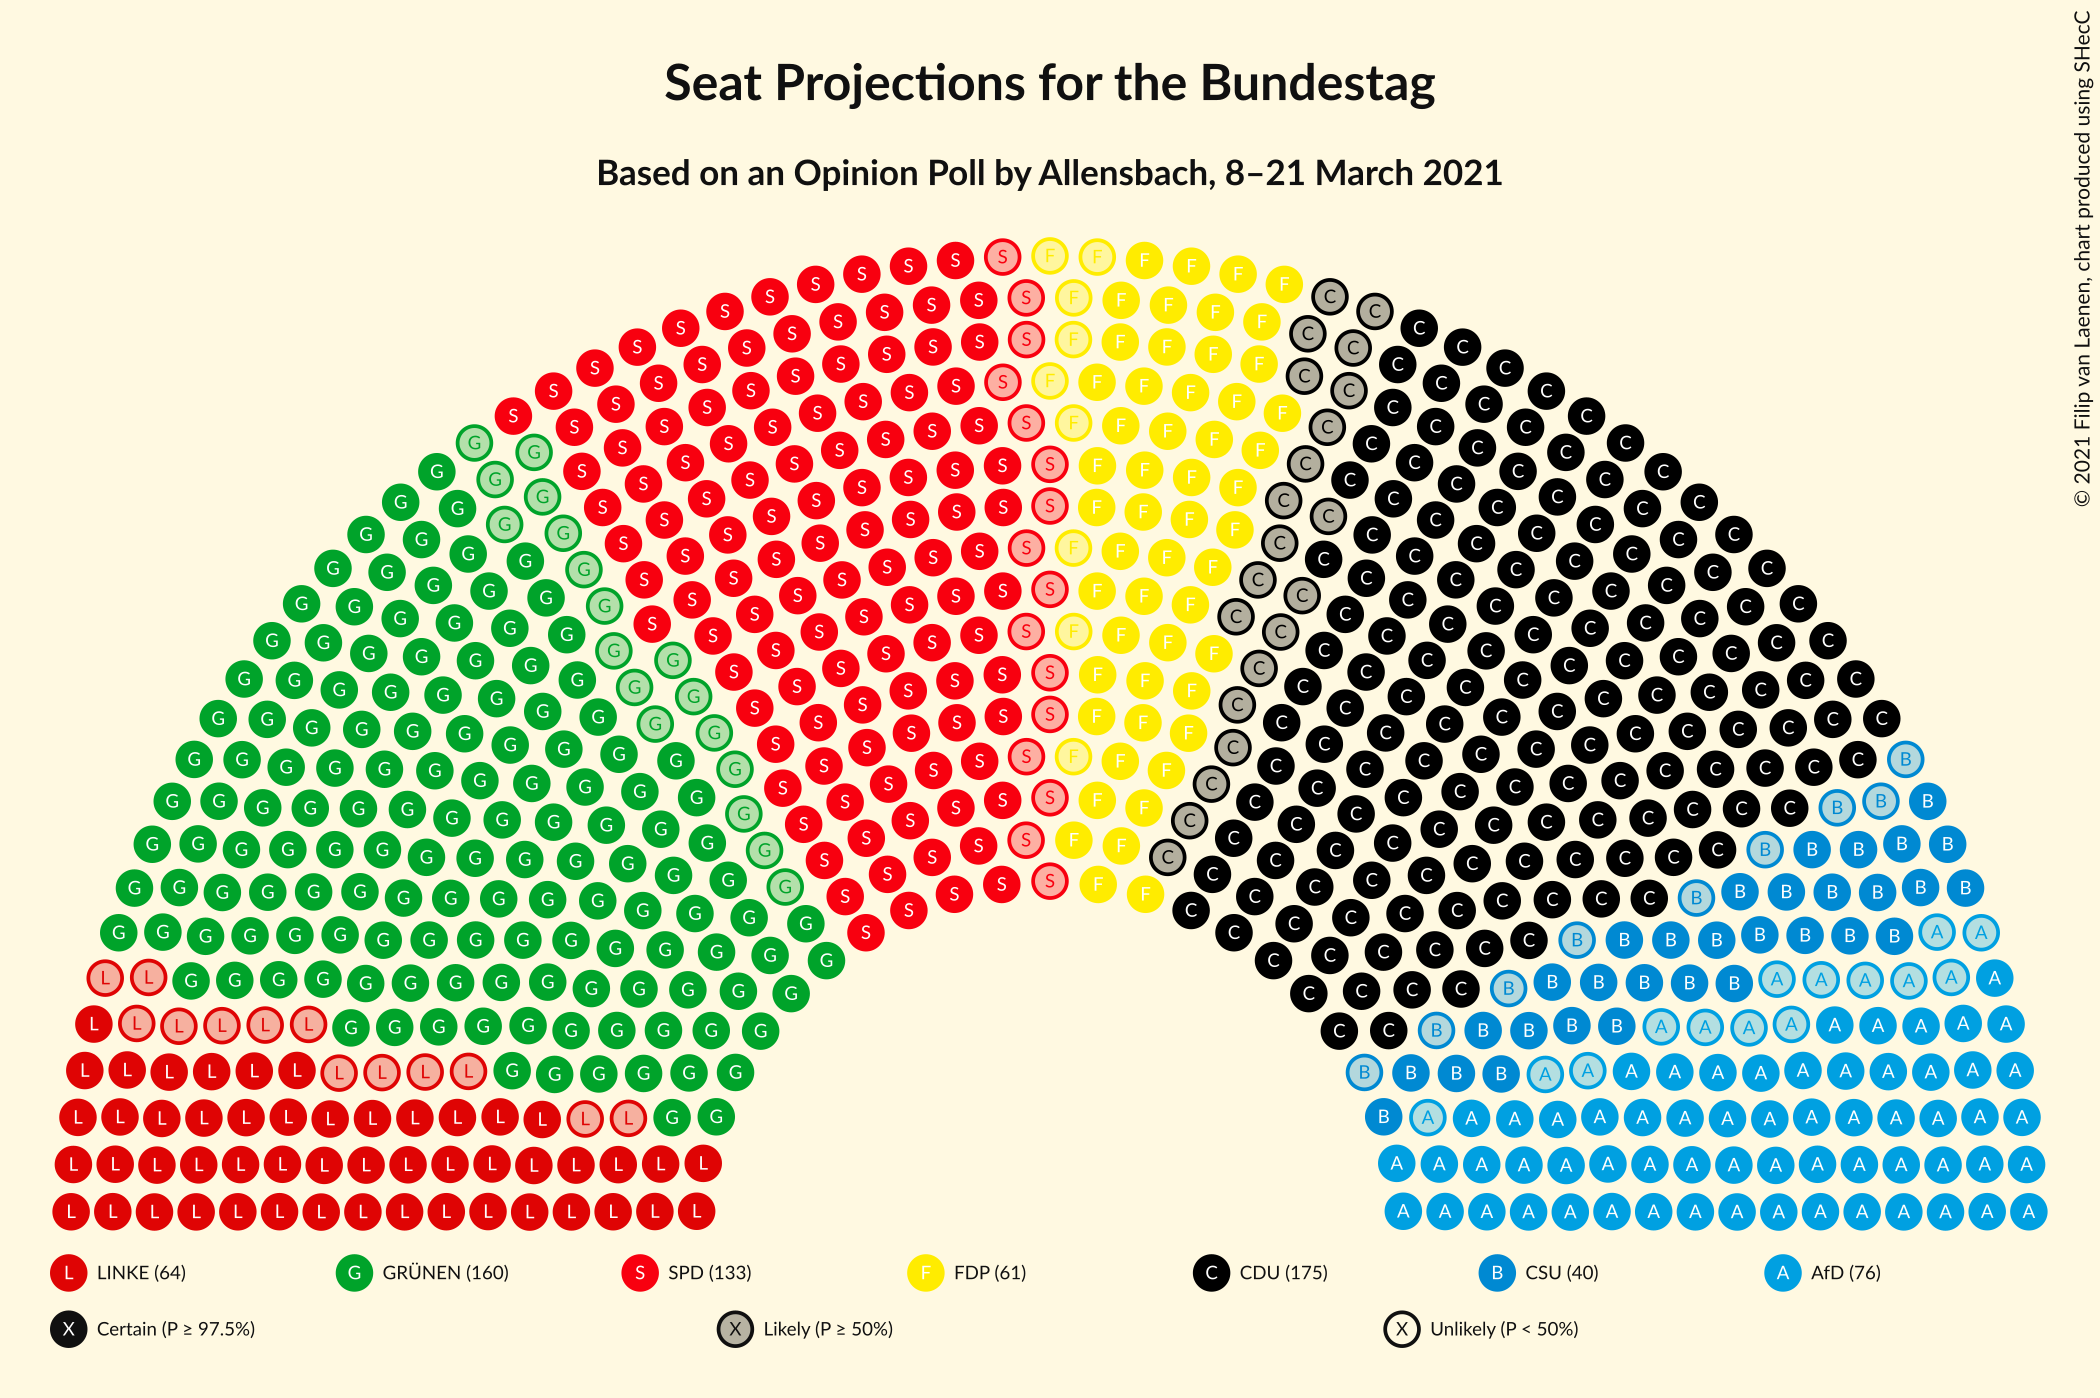 Seat Projections for the Bundestag
Based on an Opinion Poll by Allensbach, 8–21 March 2021
© 2021 Filip van Laenen, chart produced using SHecC
L LINKE (64) G GRÜNEN (160) S SPD (133) F FDP (61) C CDU (175) B CSU (40) A AfD (76)
X Certain (P ≥ 97.5%) X Likely (P ≥ 50%) X Unlikely (P < 50%)